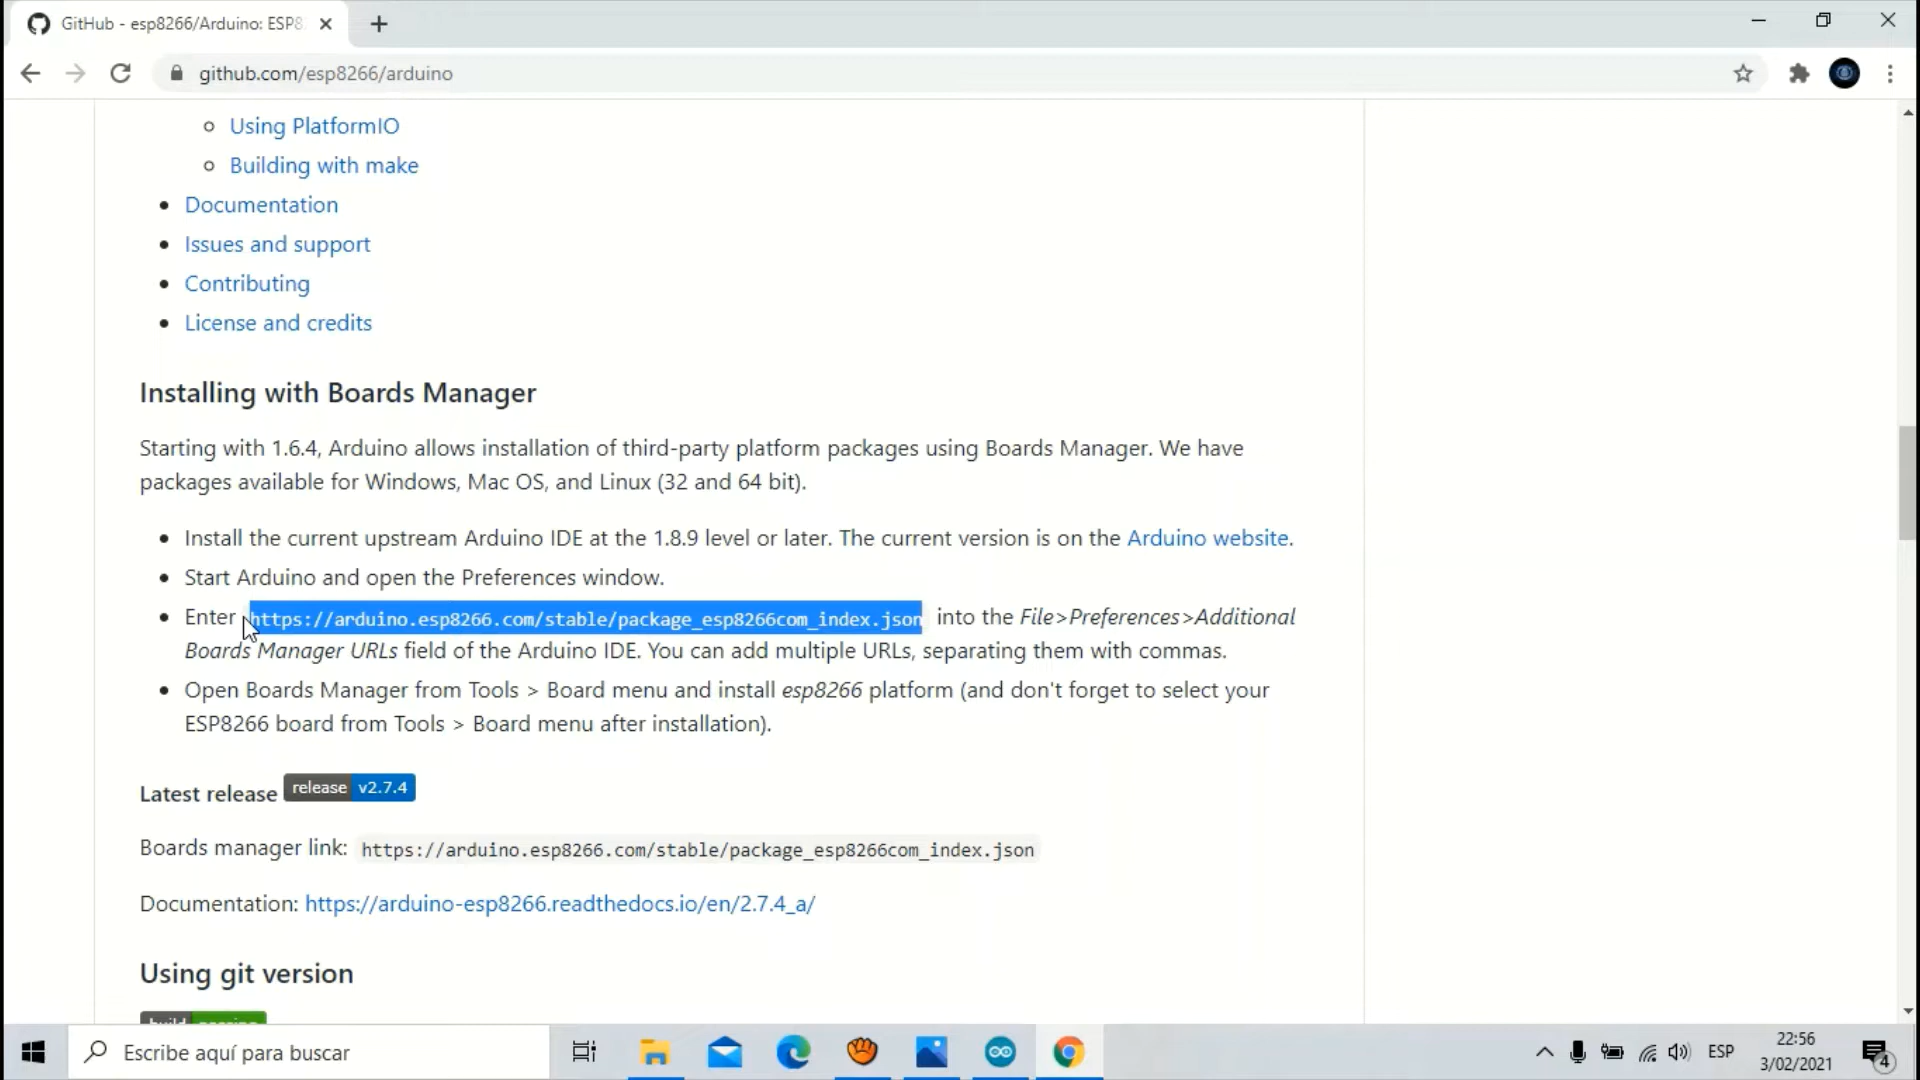 GitHub - esp8266/Arduino: ESP8
github.com/esp8266/arduino
Using PlatformIO
Building with make
Documentation
Issues and support
Contributing
License and credits
Installing with Boards Manager
Starting with 1.6.4, Arduino allows installation of third-party platform packages using Boards Manager. We have
packages available for Windows, Mac OS, and Linux (32 and 64 bit).
Install the current upstream Arduino IDE at the 1.8.9 level or later. The current version is on the Arduino website.
Start Arduino and open the Preferences window.
Enter https://arduino.esp8266.com/stable/package_esp8266com_index.json into the File>Preferences>Additional
Boards Manager URLs field of the Arduino IDE. You can add multiple URLs, separating them with commas.
Open Boards Manager from Tools > Board menu and install esp8266 platform (and don't forget to select your
ESP8266 board from Tools > Board menu after installation).
Latest release release v2.7.4
Boards manager link: https://arduino.esp8266.com/stable/package_esp8266com_index.json
Documentation: https://arduino-esp8266.readthedocs.io/en/2.7.4_a/
Using git version
build passing
Escribe aquí para buscar
ESP
22:56
3/02/2021
4